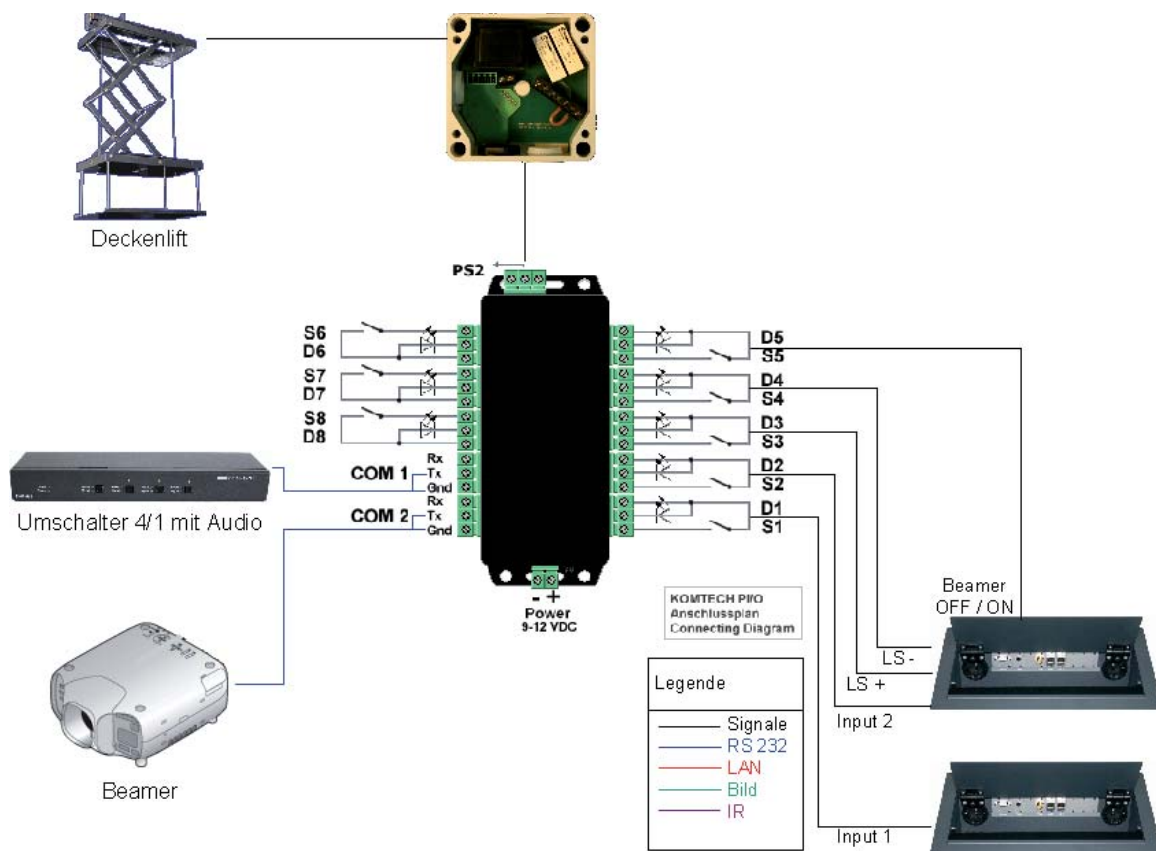 Deckenlift
PS2
S6
D6
S7
D7
S8
D8
COM 1
Rx
Tx
Gnd
COM 2
Rx
Tx
Gnd
D5
S5
D4
S4
D3
S3
D2
S2
D1
S1
Umschalter 4/1 mit Audio
- +
Power
9-12 VDC
KOMTECH PI/O
Anschlussplan
Connecting Diagram
Beamer
OFF / ON
LS -
LS +
Input 2
Input 1
Beamer
Legende
Signale
RS 232
LAN
Bild
IR